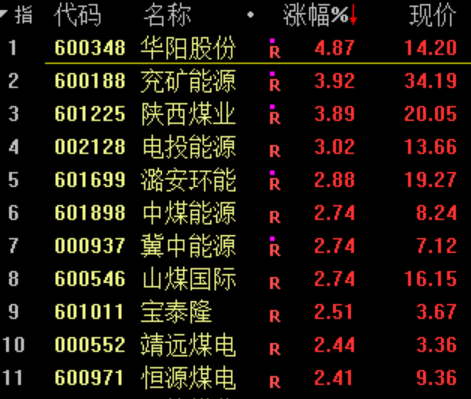 指 代码 名称 • 涨幅%↓ 现价
1 600348 华阳股份 R 4.87 14.20
2 600188 兖矿能源 R 3.92 34.19
3 601225 陕西煤业 R 3.89 20.05
4 002128 电投能源 R 3.02 13.66
5 601699 潞安环能 R 2.88 19.27
6 601898 中煤能源 R 2.74 8.24
7 000937 冀中能源 R 2.74 7.12
8 600546 山煤国际 R 2.74 16.15
9 601011 宝泰隆 R 2.51 3.67
10 000552 靖远煤电 R 2.44 3.36
11 600971 恒源煤电 R 2.41 9.36